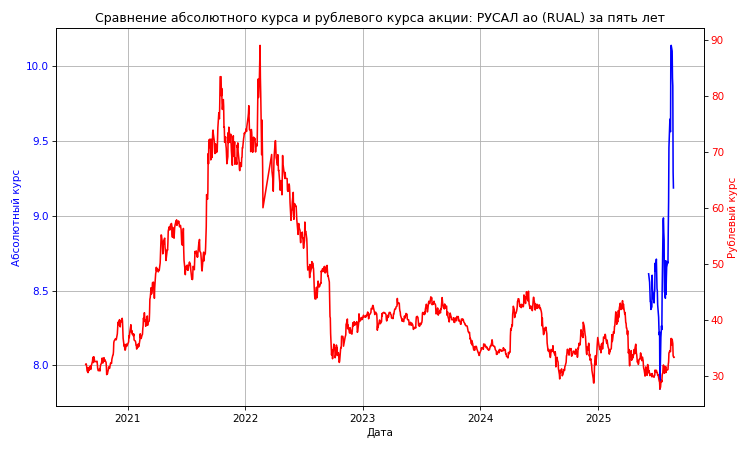 Сравнение абсолютного курса и рублевого курса акции: РУСАЛ ао (RUAL) за пять лет
Абсолютный курс
10.0
9.5
9.0
8.5
8.0
90
80
70
60
50
40
30
Рублевый курс
2021 2022 2023 2024 2025
Дата